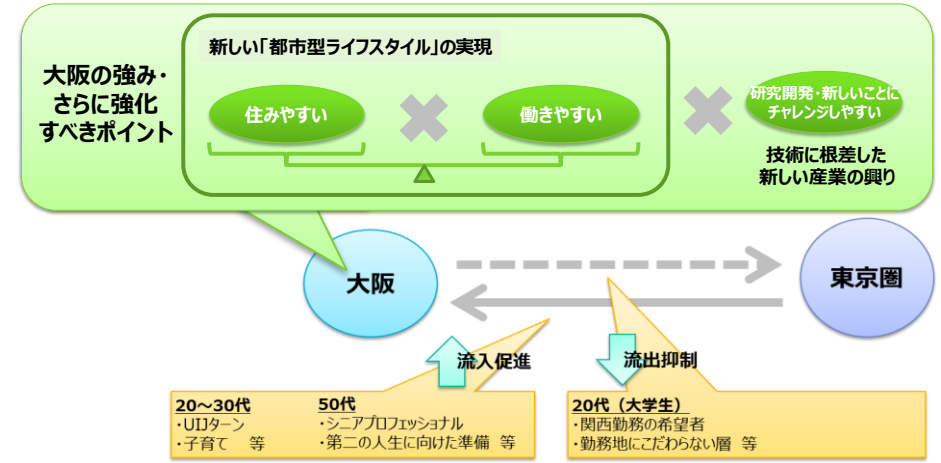 大阪の強み・
さらに強化
すべきポイント
新しい「都市型ライフスタイル」の実現
住みやすい
働きやすい
研究開発・新しいことに
チャレンジしやすい
技術に根差した
新しい産業の興り
大阪
東京圏
流入促進
流出抑制
20～30代
・UIJターン
・子育て 等
50代
・シニアプロフェッショナル
・第二の人生に向けた準備 等
20代（大学生）
・関西勤務の希望者
・勤務地にこだわらない層 等